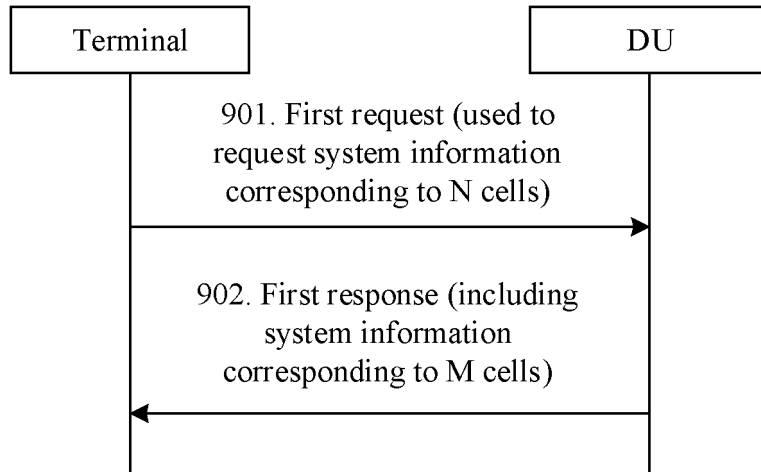 Terminal
DU
901. First request (used to
request system information
corresponding to N cells)
902. First response (including
system information
corresponding to M cells)